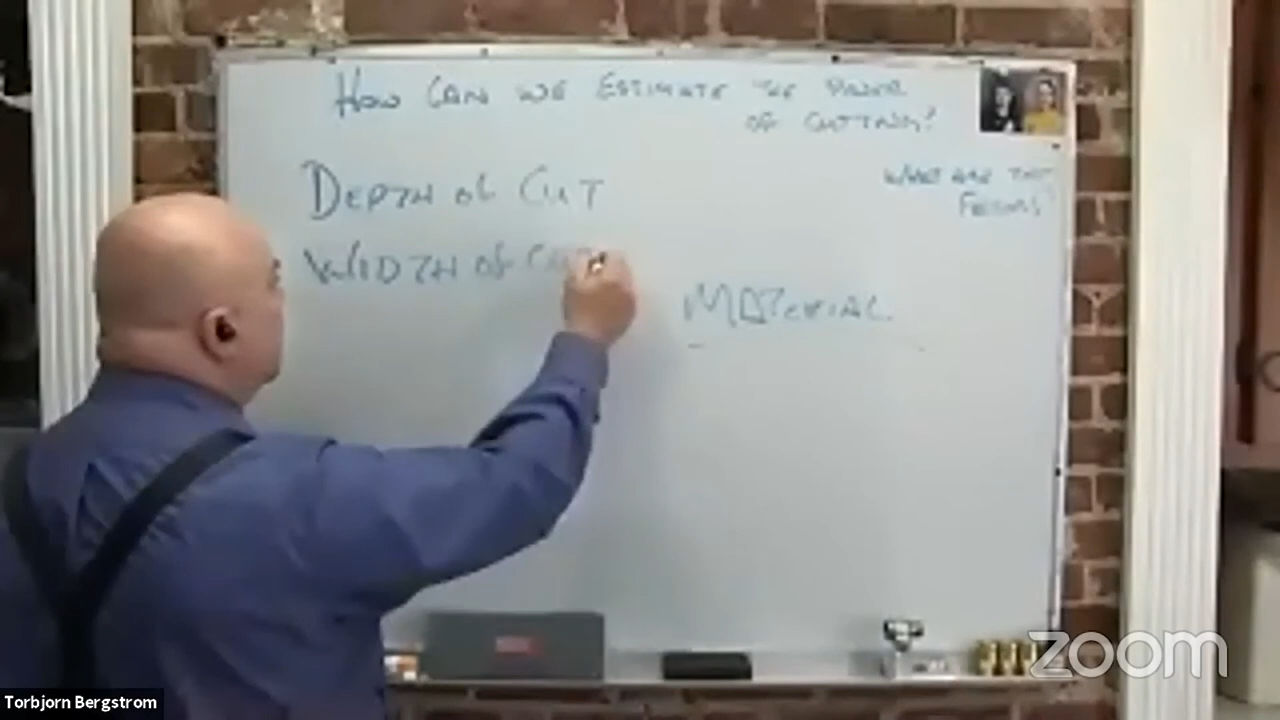 HOW CAN WE ESTIMATE THE POWER
OF CUTTING?
WHAT ARE THE
FACTORS?
DEPTH of CUT
WIDTH of CUT
MATERIAL
zoom
Torbjorn Bergstrom